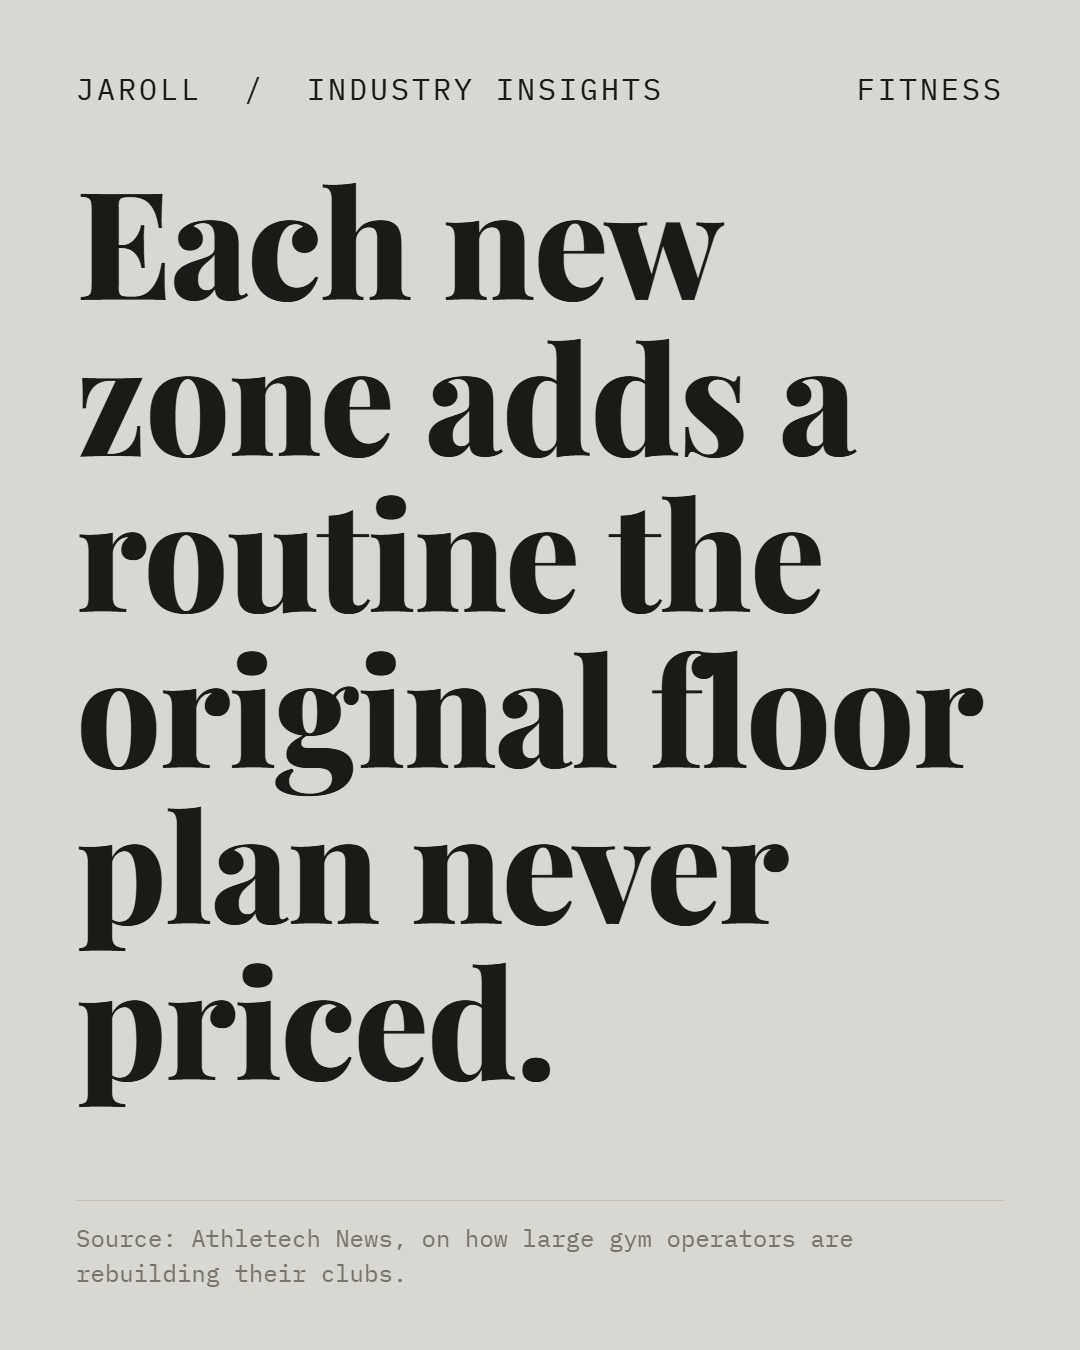 JAROLL / INDUSTRY INSIGHTS FITNESS
Each new
zone adds a
routine the
original floor
plan never
priced.
Source: Athletech News, on how large gym operators are
rebuilding their clubs.